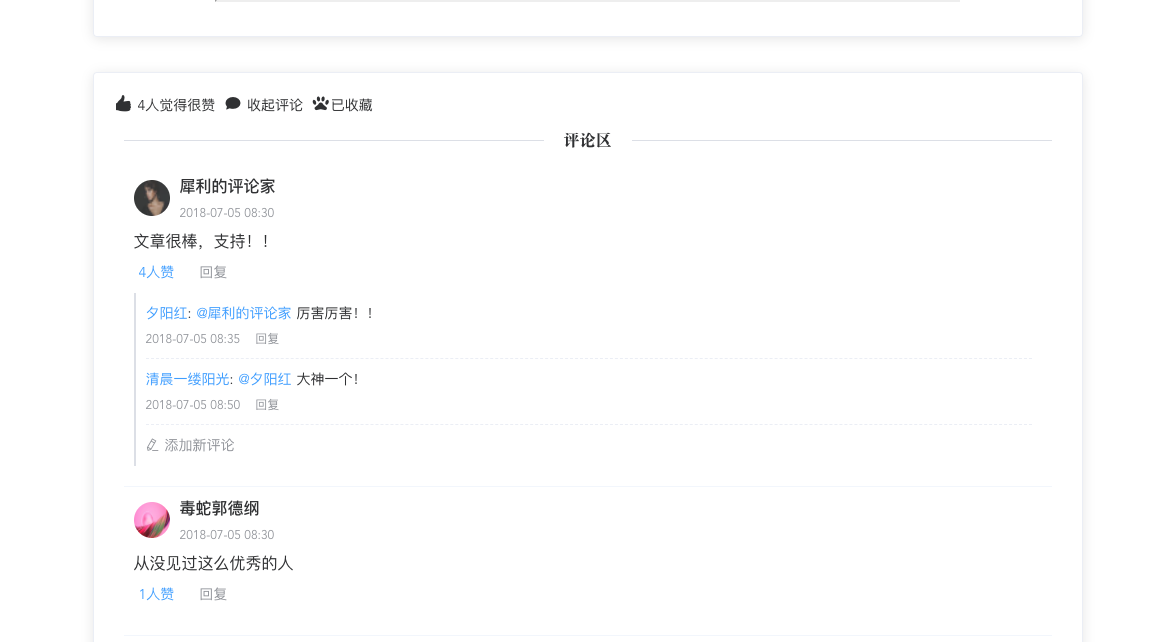 4人觉得很赞 收起评论 已收藏
评论区
犀利的评论家
2018-07-05 08:30
文章很棒，支持！！
4人赞 回复
夕阳红: @犀利的评论家 厉害厉害！！
2018-07-05 08:35 回复
清晨一缕阳光: @夕阳红 大神一个！
2018-07-05 08:50 回复
添加新评论
毒蛇郭德纲
2018-07-05 08:30
从没见过这么优秀的人
1人赞 回复